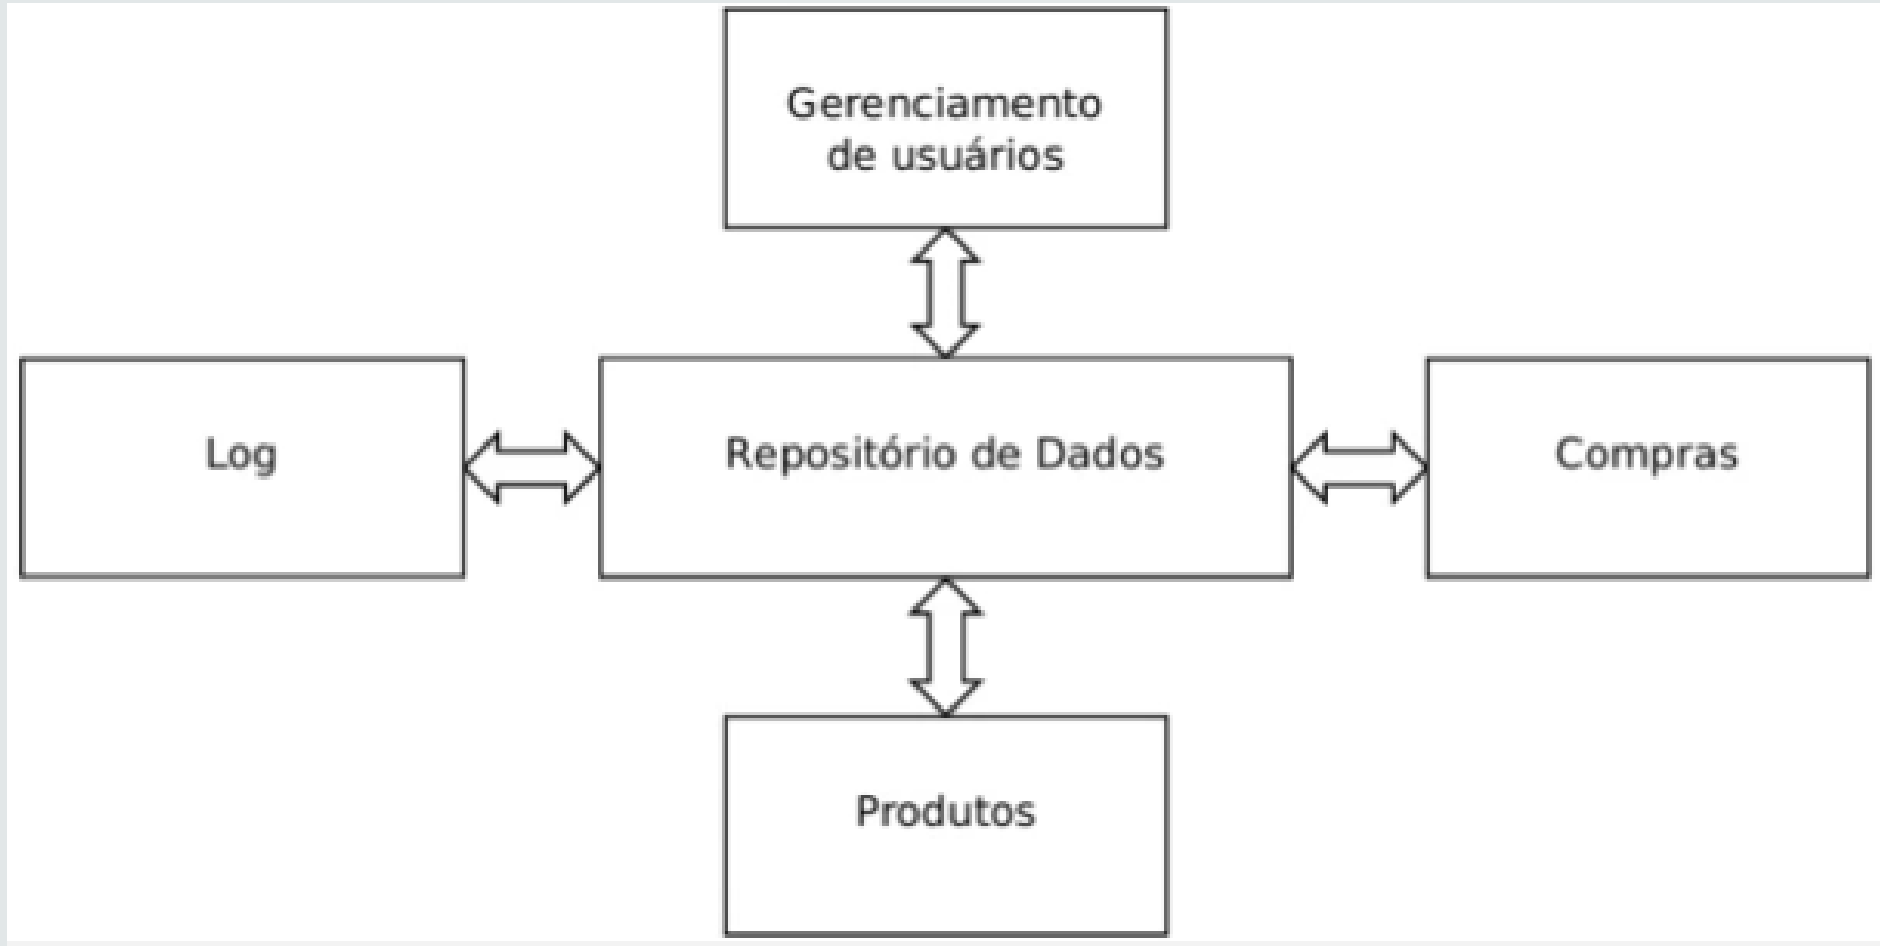 Gerenciamento
de usuários
Log
Repositório de Dados
Compras
Produtos